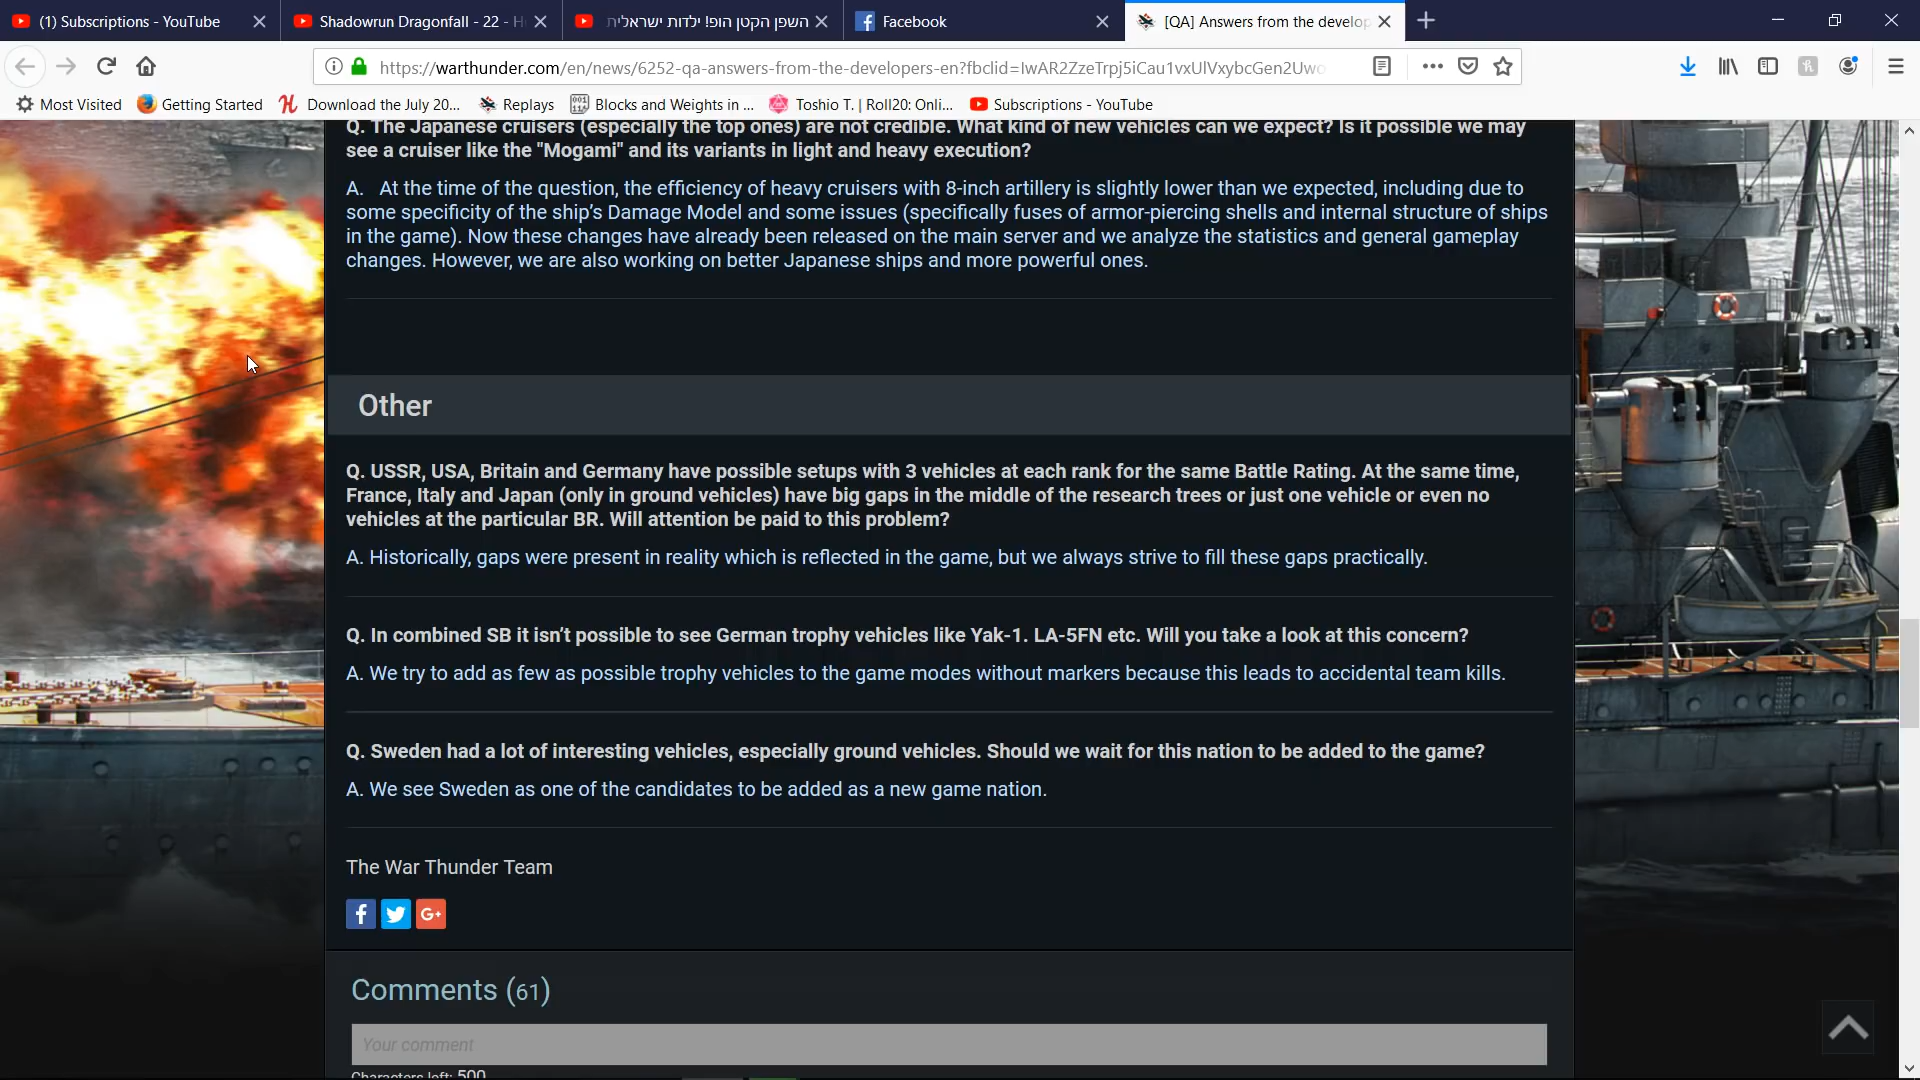 (1) Subscriptions - YouTube
Shadowrun Dragonfall - 22 - H
השפן הקטן הופ! ילדות ישראלית
Facebook
[QA] Answers from the develop
https://warthunder.com/en/news/6252-qa-answers-from-the-developers-en?fbclid=IwAR2ZzeTrpj5iCau1vxUlVxybcGen2Uwo
Most Visited
Getting Started
Download the July 20...
Replays
Blocks and Weights in ...
Toshio T. | Roll20: Onli...
Subscriptions - YouTube
Q. The Japanese cruisers (especially the top ones) are not credible. What kind of new vehicles can we expect? Is it possible we may
see a cruiser like the "Mogami" and its variants in light and heavy execution?
A. At the time of the question, the efficiency of heavy cruisers with 8-inch artillery is slightly lower than we expected, including due to
some specificity of the ship's Damage Model and some issues (specifically fuses of armor-piercing shells and internal structure of ships
in the game). Now these changes have already been released on the main server and we analyze the statistics and general gameplay
changes. However, we are also working on better Japanese ships and more powerful ones.
Other
Q. USSR, USA, Britain and Germany have possible setups with 3 vehicles at each rank for the same Battle Rating. At the same time,
France, Italy and Japan (only in ground vehicles) have big gaps in the middle of the research trees or just one vehicle or even no
vehicles at the particular BR. Will attention be paid to this problem?
A. Historically, gaps were present in reality which is reflected in the game, but we always strive to fill these gaps practically.
Q. In combined SB it isn't possible to see German trophy vehicles like Yak-1. LA-5FN etc. Will you take a look at this concern?
A. We try to add as few as possible trophy vehicles to the game modes without markers because this leads to accidental team kills.
Q. Sweden had a lot of interesting vehicles, especially ground vehicles. Should we wait for this nation to be added to the game?
A. We see Sweden as one of the candidates to be added as a new game nation.
The War Thunder Team
G+
Comments (61)
Your comment
Characters left: 500